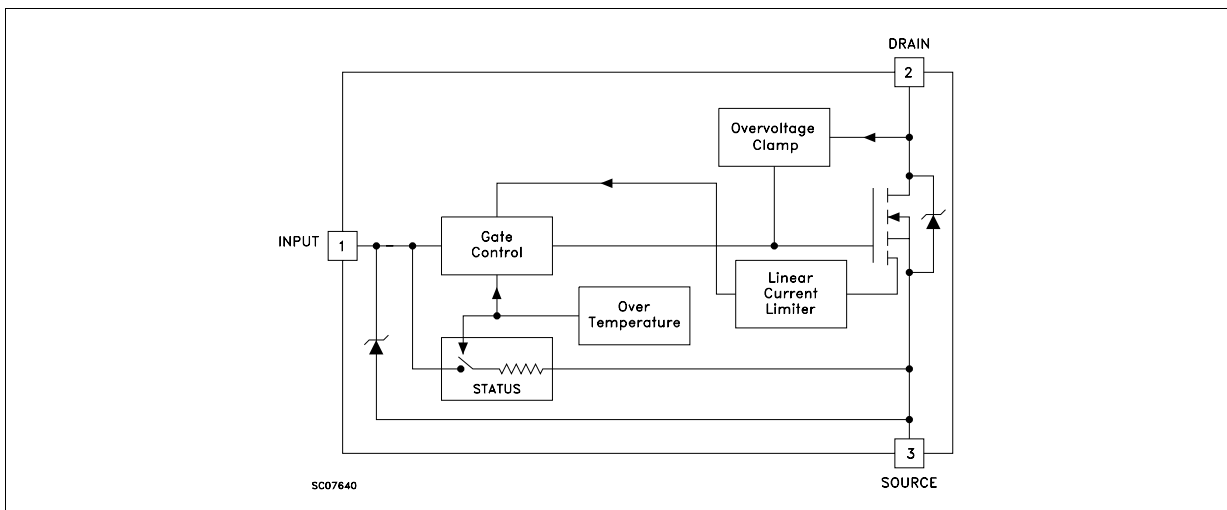 DRAIN
2
Overvoltage
Clamp
INPUT
1
Gate
Control
Linear
Current
Limiter
Over
Temperature
STATUS
3
SC07640
SOURCE